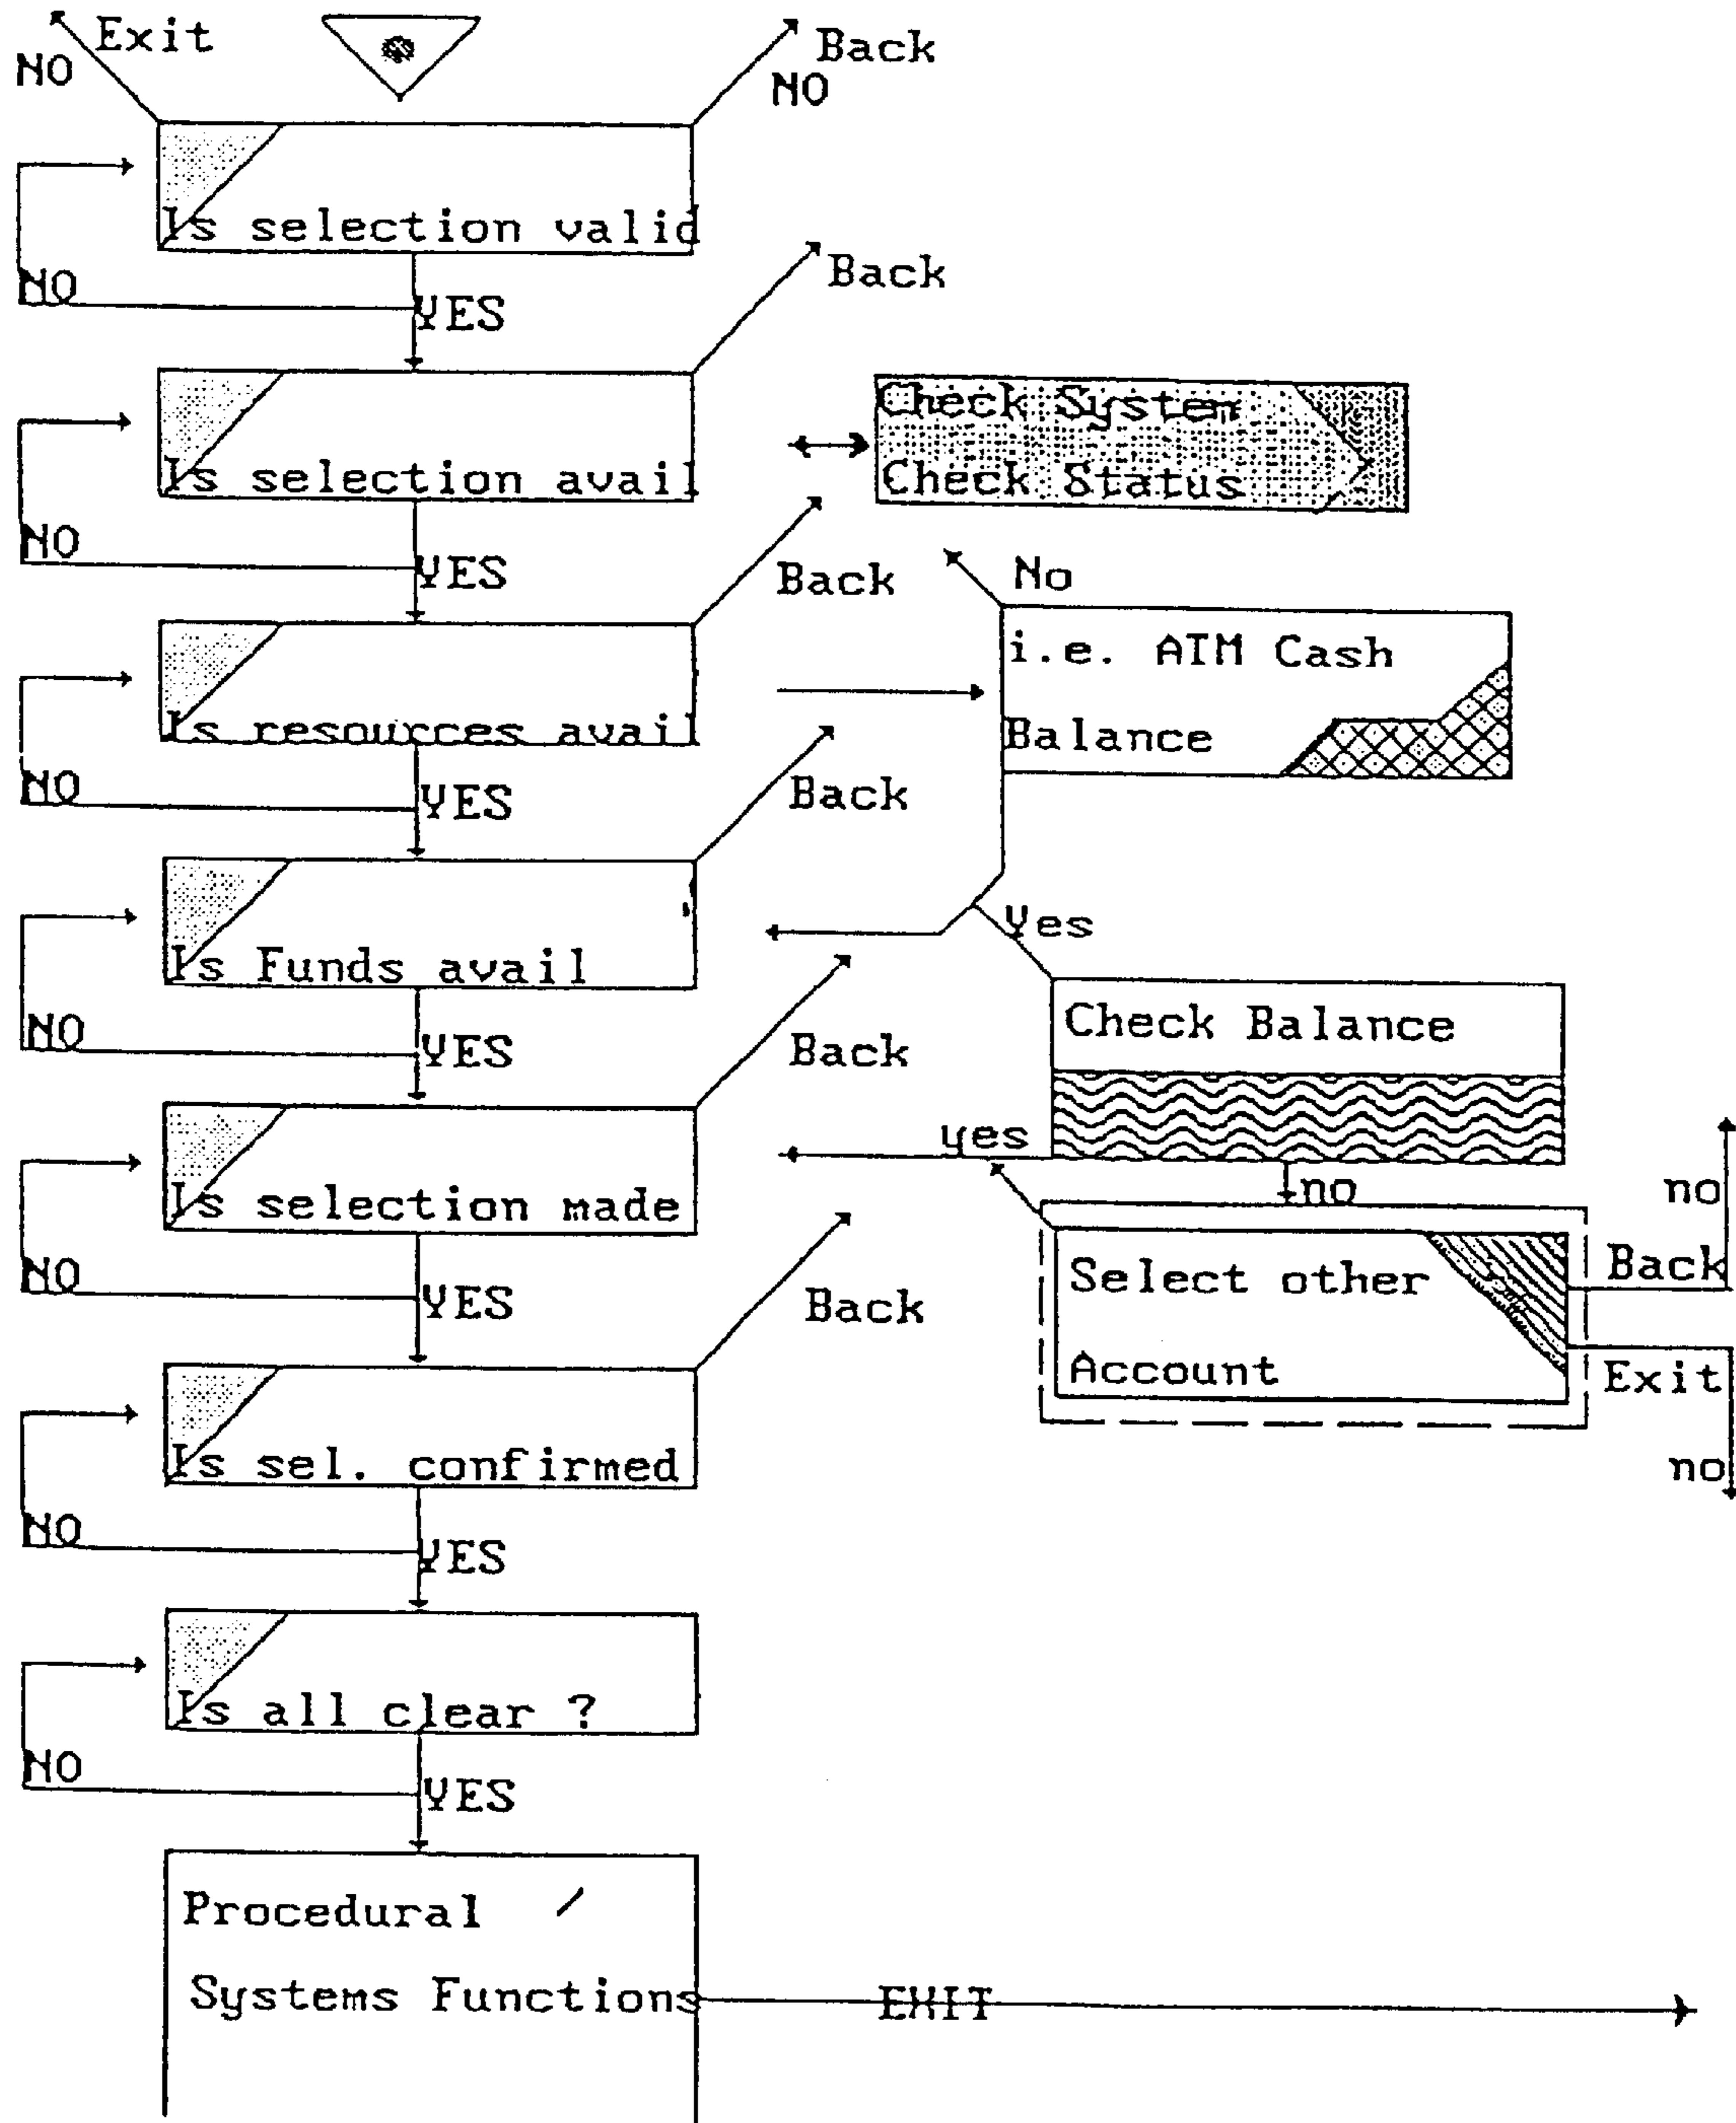 Exit
NO
Back
NO
Is selection valid
NO
YES
Back
Is selection avail
Check System
Check Status
NO
YES
Back
No
i.e. ATM Cash
Balance
Is resources avail
NO
YES
Back
Is Funds avail
Yes
NO
YES
Back
Check Balance
yes
no
Is selection made
no
Back
Select other
Account
Exit
no
NO
YES
Back
Is sel. confirmed
NO
YES
Is all clear ?
NO
YES
Procedural
Systems Functions
EXIT